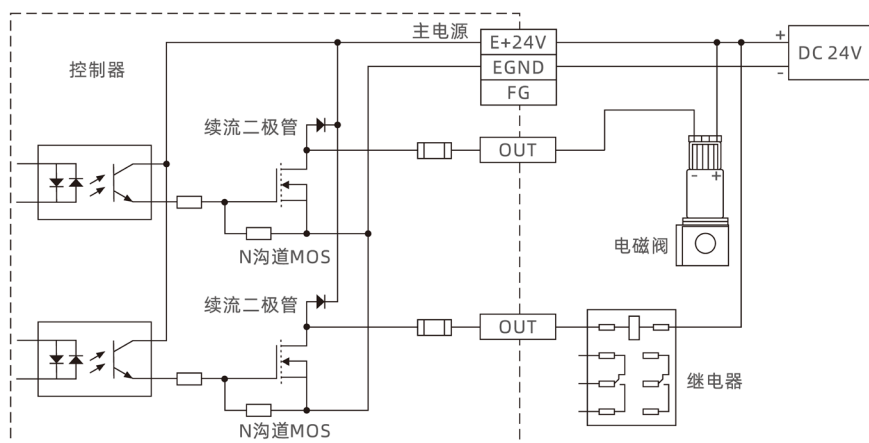 主电源
E+24V
+
DC 24V
控制器
EGND
-
FG
续流二极管
OUT
- +
电磁阀
N沟道MOS
续流二极管
OUT
继电器
N沟道MOS